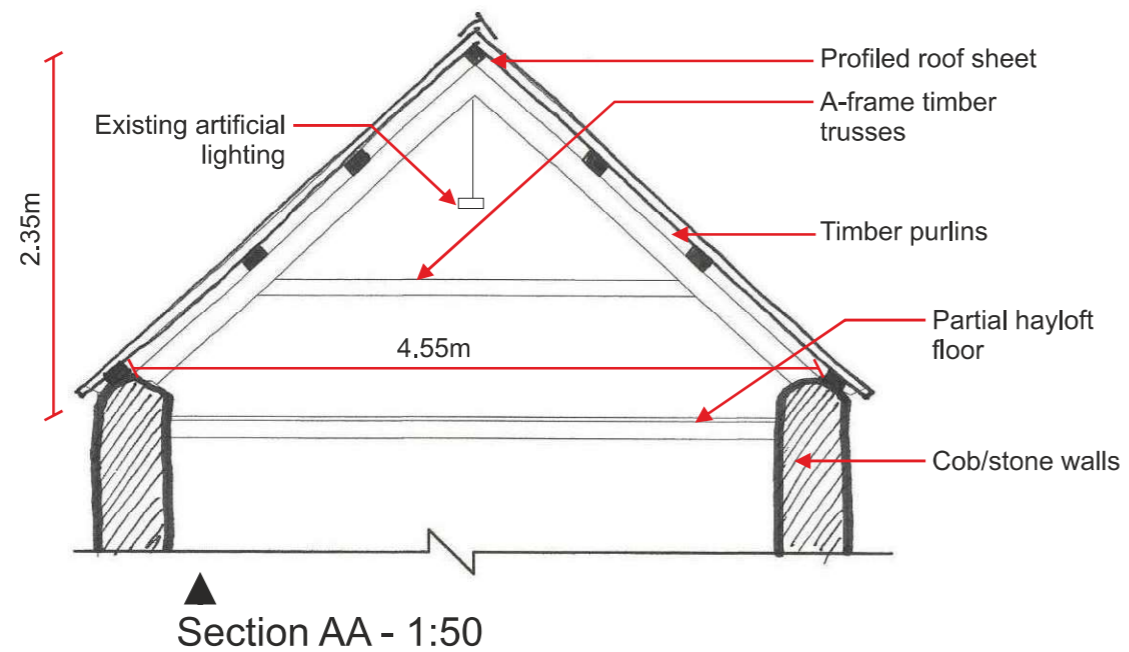 Profiled roof sheet
A-frame timber
trusses
Existing artificial
lighting
2.35m
Timber purlins
Partial hayloft
floor
4.55m
Cob/stone walls
Section AA - 1:50